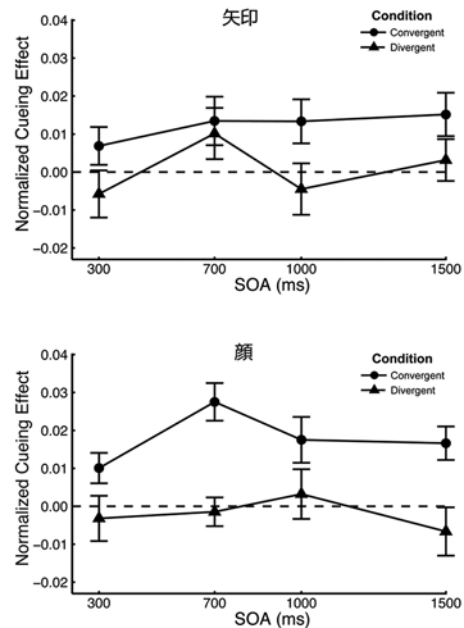 矢印
Condition
Convergent
Divergent
Normalized Cueing Effect
0.04
0.03
0.02
0.01
0.00
−0.01
−0.02
300
700
1000
1500
SOA (ms)
顔
Condition
Convergent
Divergent
Normalized Cueing Effect
0.04
0.03
0.02
0.01
0.00
−0.01
−0.02
300
700
1000
1500
SOA (ms)